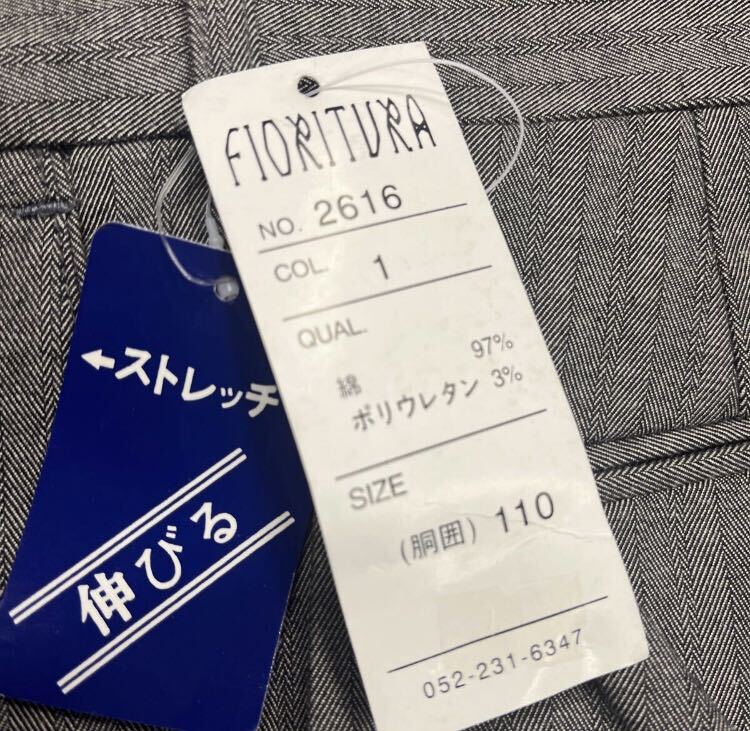 FIORITURA
NO. 2616
COL. 1
QUAL.
綿 97%
ポリウレタン 3%
SIZE
(胴囲) 110
052-231-6347
←ストレッチ
伸びる